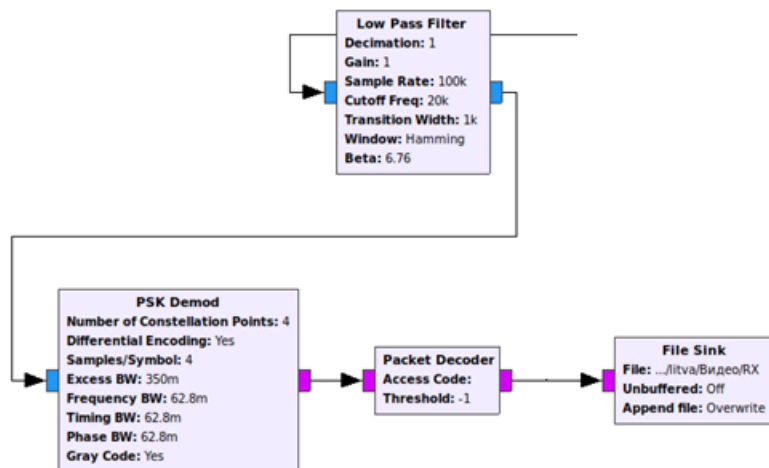 Low Pass Filter
Decimation: 1
Gain: 1
Sample Rate: 100k
Cutoff Freq: 20k
Transition Width: 1k
Window: Hamming
Beta: 6.76
PSK Demod
Number of Constellation Points: 4
Differential Encoding: Yes
Samples/Symbol: 4
Excess BW: 350m
Frequency BW: 62.8m
Timing BW: 62.8m
Phase BW: 62.8m
Gray Code: Yes
Packet Decoder
Access Code:
Threshold: -1
File Sink
File: .../litva/Видео/RX
Unbuffered: Off
Append file: Overwrite